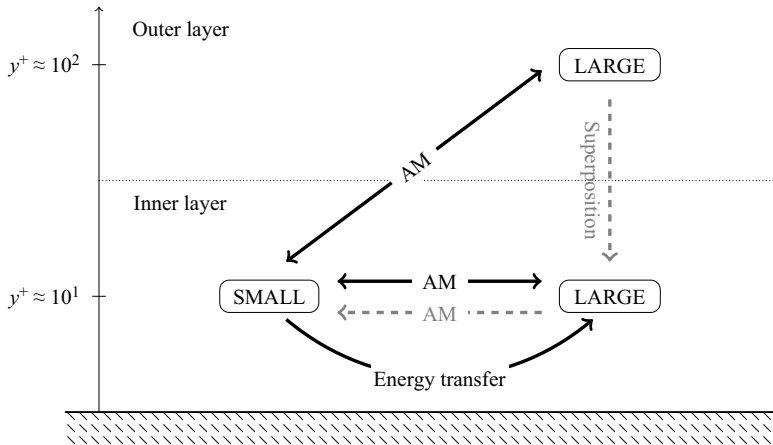 Outer layer
y⁺ ≈ 10²
LARGE
AM
Superposition
Inner layer
y⁺ ≈ 10¹
SMALL
AM
LARGE
AM
Energy transfer